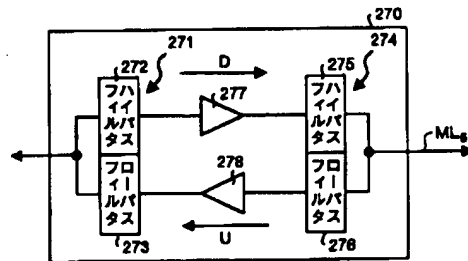 270
272
271
D
275
274
ハイパス
フィルタ
277
ハイパス
フィルタ
ML6
ローパス
フィルタ
278
ローパス
フィルタ
273
U
276